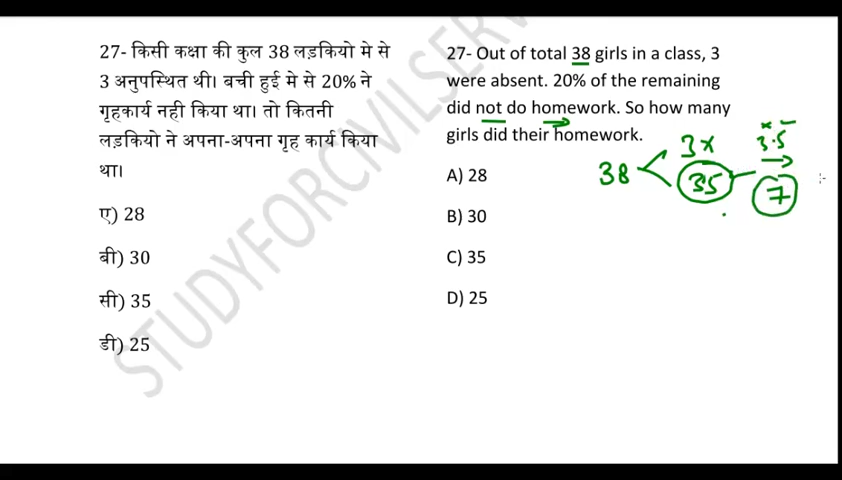 27- किसी कक्षा की कुल 38 लड़कियो मे से
3 अनुपस्थित थी। बची हुई मे से 20% ने
गृहकार्य नही किया था। तो कितनी
लड़कियो ने अपना-अपना गृह कार्य किया
था।
ए) 28
बी) 30
सी) 35
डी) 25
27- Out of total 38 girls in a class, 3
were absent. 20% of the remaining
did not do homework. So how many
girls did their homework.
A) 28
B) 30
C) 35
D) 25
38
3x
35
3.5
7
STUDYFORCIVILSERV